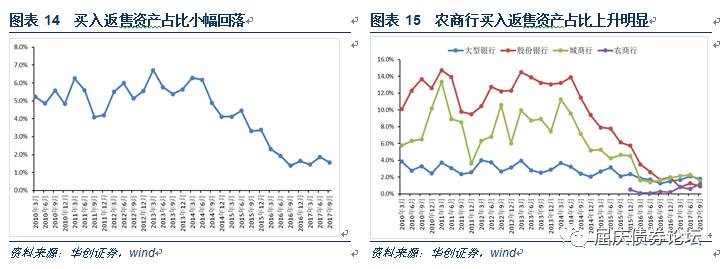 图表 14 买入返售资产占比小幅回落
8.0%
7.0%
6.0%
5.0%
4.0%
3.0%
2.0%
1.0%
0.0%
2010年3月
2010年6月
2010年9月
2010年12月
2011年3月
2011年6月
2011年9月
2011年12月
2012年3月
2012年6月
2012年9月
2012年12月
2013年3月
2013年6月
2013年9月
2013年12月
2014年3月
2014年6月
2014年9月
2014年12月
2015年3月
2015年6月
2015年9月
2015年12月
2016年3月
2016年6月
2016年9月
2016年12月
2017年3月
2017年6月
2017年9月
资料来源：华创证券，wind
图表 15 农商行买入返售资产占比上升明显
大型银行 股份银行 城商行 农商行
16.0%
14.0%
12.0%
10.0%
8.0%
6.0%
4.0%
2.0%
0.0%
2010年3月
2010年6月
2010年9月
2010年12月
2011年3月
2011年6月
2011年9月
2011年12月
2012年3月
2012年6月
2012年9月
2012年12月
2013年3月
2013年6月
2013年9月
2013年12月
2014年3月
2014年6月
2014年9月
2014年12月
2015年3月
2015年6月
2015年9月
2015年12月
2016年3月
2016年6月
2016年9月
2016年12月
2017年3月
2017年6月
2017年9月
资料来源：华创证券，wind
屈庆债券论坛